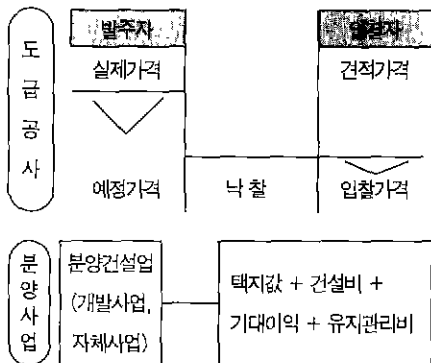 도급공사
발주자
입찰자
실제가격
견적가격
예정가격
낙찰
입찰가격
분양사업
분양건설업
(개발사업,
자체사업)
택지값 + 건설비 +
기대이익 + 유지관리비